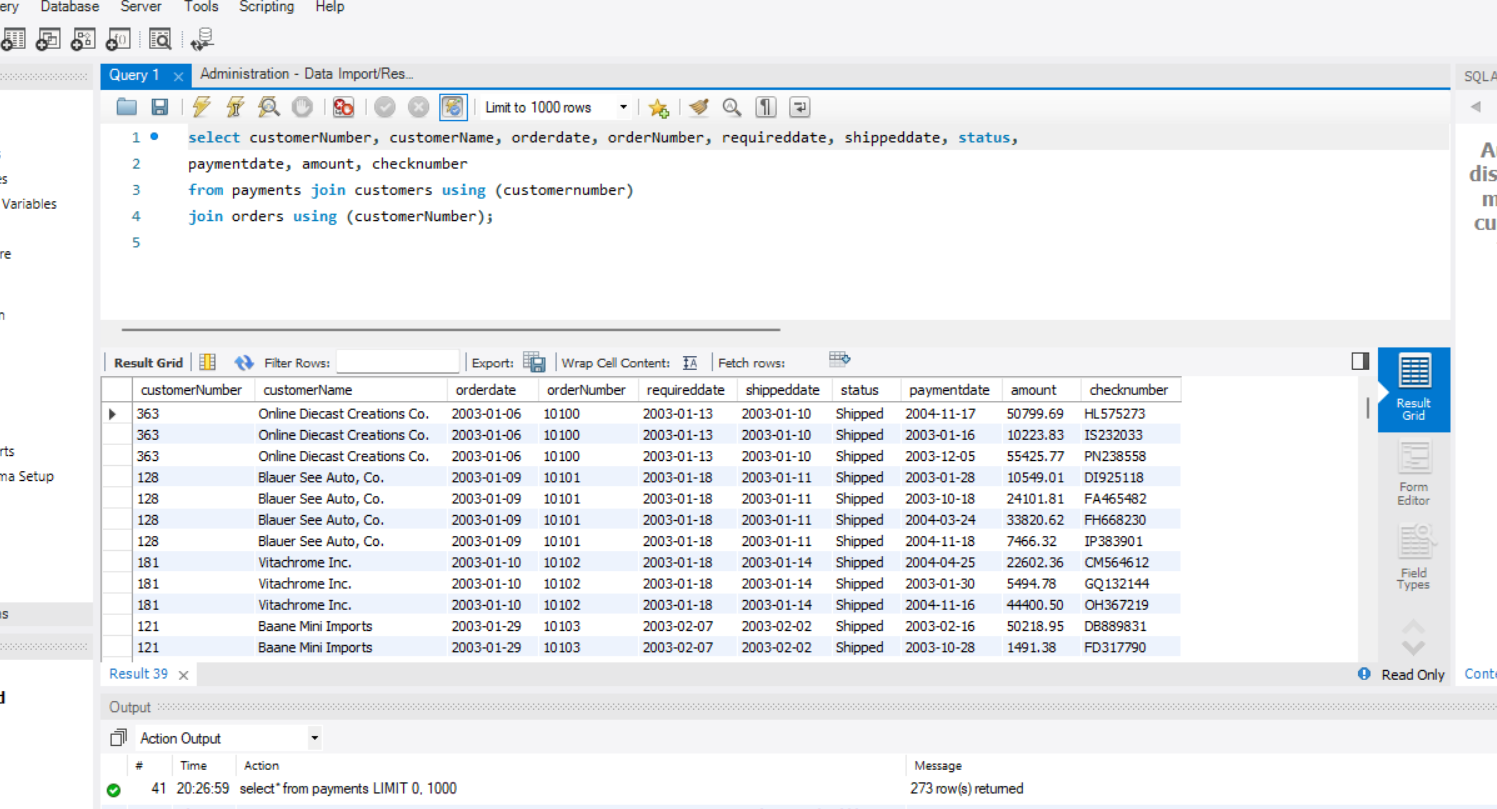 ery Database Server Tools Scripting Help
Query 1 × Administration - Data Import/Res...
SQLA
Limit to 1000 rows
1 select customerNumber, customerName, orderdate, orderNumber, requireddate, shippeddate, status,
2 paymentdate, amount, checknumber
3 from payments join customers using (customernumber)
4 join orders using (customerNumber);
5
es
Variables
re
n
rts
ma Setup
ns
d
A
dis
m
cu
Result Grid Filter Rows: Export: Wrap Cell Content: Fetch rows:
customerNumber customerName orderdate orderNumber requireddate shippeddate status paymentdate amount checknumber
363 Online Diecast Creations Co. 2003-01-06 10100 2003-01-13 2003-01-10 Shipped 2004-11-17 50799.69 HL575273
363 Online Diecast Creations Co. 2003-01-06 10100 2003-01-13 2003-01-10 Shipped 2003-01-16 10223.83 IS232033
363 Online Diecast Creations Co. 2003-01-06 10100 2003-01-13 2003-01-10 Shipped 2003-12-05 55425.77 PN238558
128 Blauer See Auto, Co. 2003-01-09 10101 2003-01-18 2003-01-11 Shipped 2003-01-28 10549.01 DI925118
128 Blauer See Auto, Co. 2003-01-09 10101 2003-01-18 2003-01-11 Shipped 2003-10-18 24101.81 FA465482
128 Blauer See Auto, Co. 2003-01-09 10101 2003-01-18 2003-01-11 Shipped 2004-03-24 33820.62 FH668230
128 Blauer See Auto, Co. 2003-01-09 10101 2003-01-18 2003-01-11 Shipped 2004-11-18 7466.32 IP383901
181 Vitachrome Inc. 2003-01-10 10102 2003-01-18 2003-01-14 Shipped 2004-04-25 22602.36 CM564612
181 Vitachrome Inc. 2003-01-10 10102 2003-01-18 2003-01-14 Shipped 2003-01-30 5494.78 GQ132144
181 Vitachrome Inc. 2003-01-10 10102 2003-01-18 2003-01-14 Shipped 2004-11-16 44400.50 OH367219
121 Baane Mini Imports 2003-01-29 10103 2003-02-07 2003-02-02 Shipped 2003-02-16 50218.95 DB889831
121 Baane Mini Imports 2003-01-29 10103 2003-02-07 2003-02-02 Shipped 2003-10-28 1491.38 FD317790
Result
Grid
Form
Editor
Field
Types
Result 39 × Read Only Conte
Output
Action Output
# Time Action Message
41 20:26:59 select* from payments LIMIT 0, 1000 273 row(s) returned